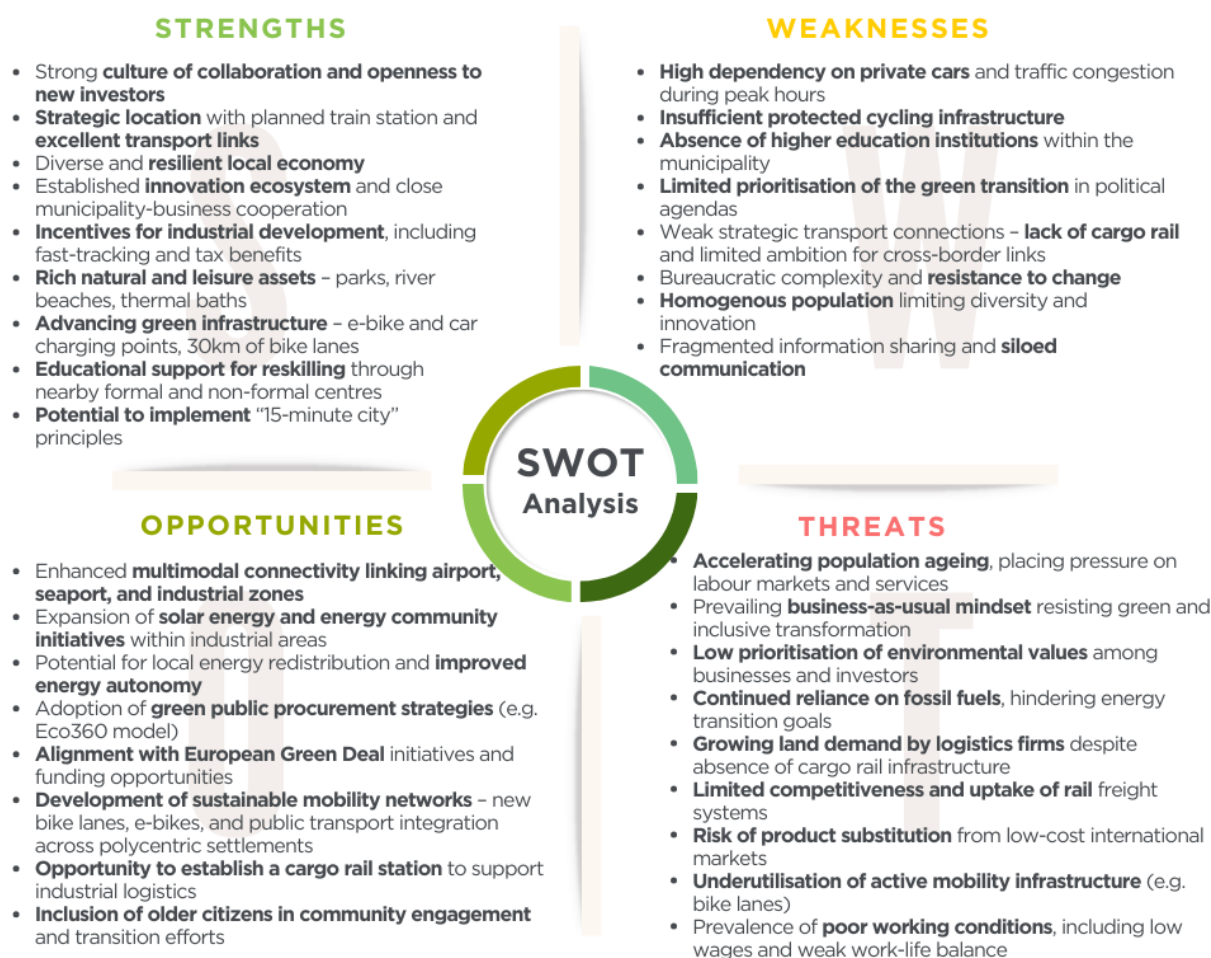 STRENGTHS
• Strong culture of collaboration and openness to
new investors
• Strategic location with planned train station and
excellent transport links
• Diverse and resilient local economy
• Established innovation ecosystem and close
municipality-business cooperation
• Incentives for industrial development, including
fast-tracking and tax benefits
• Rich natural and leisure assets – parks, river
beaches, thermal baths
• Advancing green infrastructure – e-bike and car
charging points, 30km of bike lanes
• Educational support for reskilling through
nearby formal and non-formal centres
• Potential to implement “15-minute city”
principles
S
WEAKNESSES
• High dependency on private cars and traffic congestion
during peak hours
• Insufficient protected cycling infrastructure
• Absence of higher education institutions within the
municipality
• Limited prioritisation of the green transition in political
agendas
• Weak strategic transport connections – lack of cargo rail
and limited ambition for cross-border links
• Bureaucratic complexity and resistance to change
• Homogenous population limiting diversity and
innovation
• Fragmented information sharing and siloed
communication
W
SWOT
Analysis
OPPORTUNITIES
• Enhanced multimodal connectivity linking airport,
seaport, and industrial zones
• Expansion of solar energy and energy community
initiatives within industrial areas
• Potential for local energy redistribution and improved
energy autonomy
• Adoption of green public procurement strategies (e.g.
Eco360 model)
• Alignment with European Green Deal initiatives and
funding opportunities
• Development of sustainable mobility networks – new
bike lanes, e-bikes, and public transport integration
across polycentric settlements
• Opportunity to establish a cargo rail station to support
industrial logistics
• Inclusion of older citizens in community engagement
and transition efforts
O
THREATS
• Accelerating population ageing, placing pressure on
labour markets and services
• Prevailing business-as-usual mindset resisting green and
inclusive transformation
• Low prioritisation of environmental values among
businesses and investors
• Continued reliance on fossil fuels, hindering energy
transition goals
• Growing land demand by logistics firms despite
absence of cargo rail infrastructure
• Limited competitiveness and uptake of rail freight
systems
• Risk of product substitution from low-cost international
markets
• Underutilisation of active mobility infrastructure (e.g.
bike lanes)
• Prevalence of poor working conditions, including low
wages and weak work-life balance
T